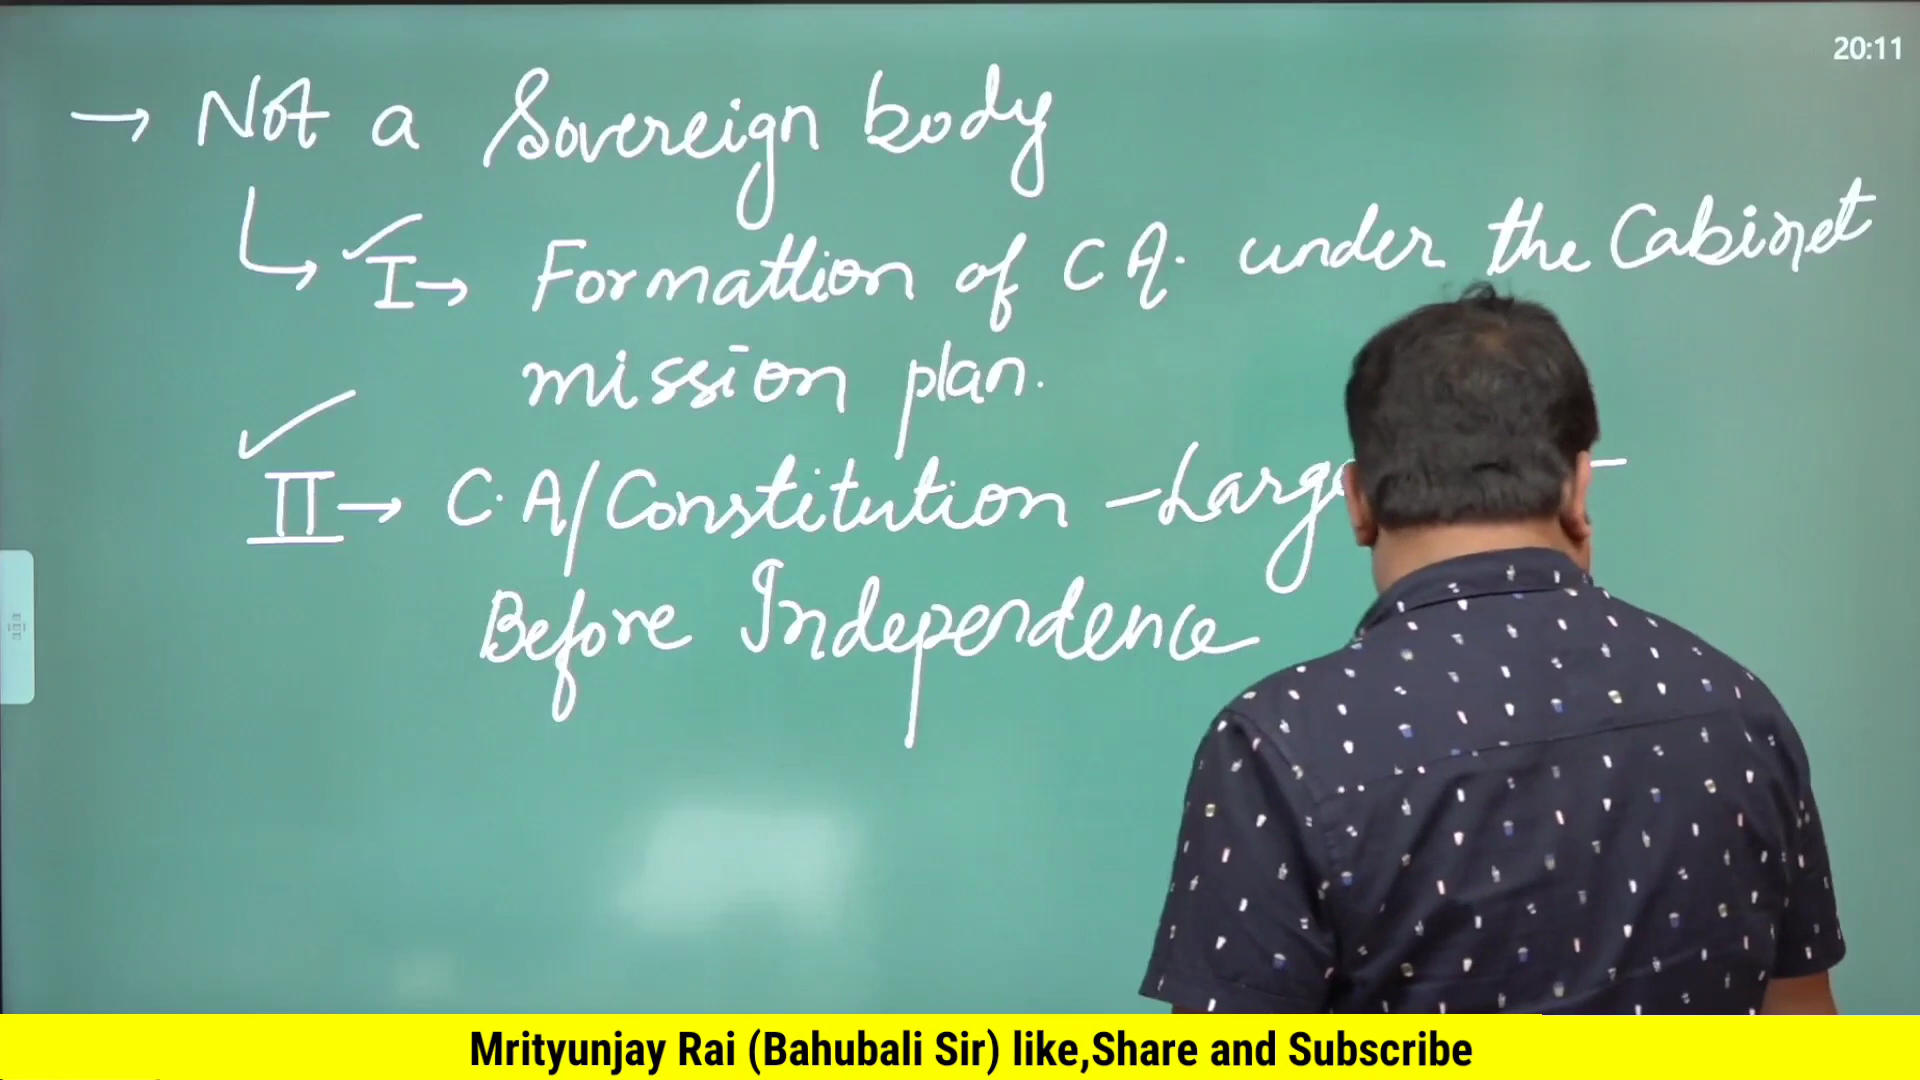 20:11
→ Not a Sovereign body
I → Formattion of C A. under the Cabinet
mission plan.
II → C.A/Constitution –
Before Independence
Mrityunjay Rai (Bahubali Sir) like,Share and Subscribe